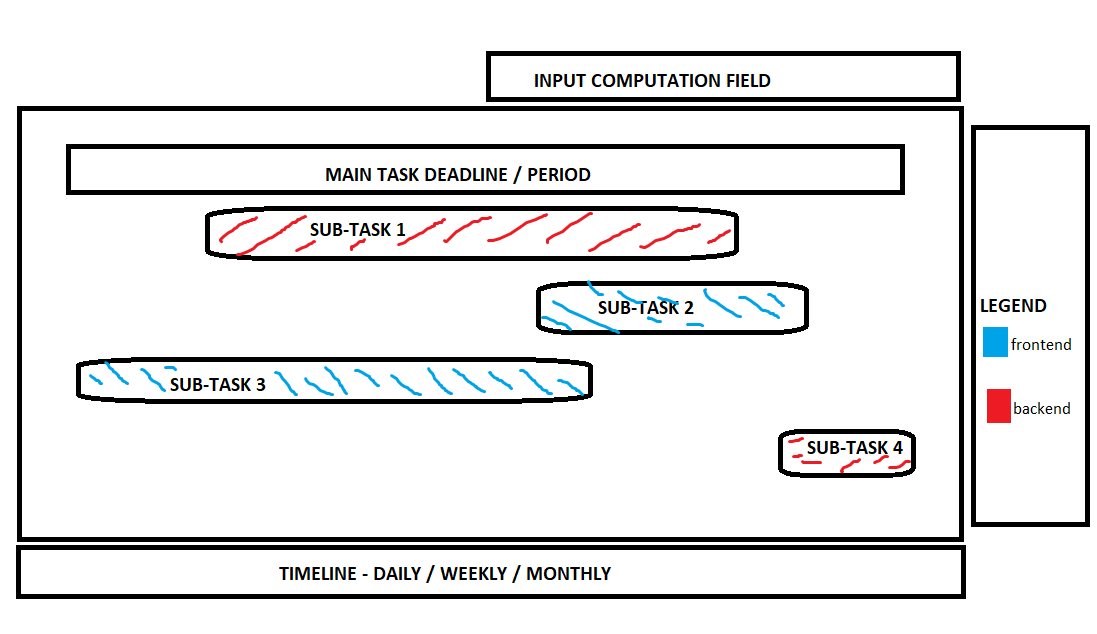 INPUT COMPUTATION FIELD
MAIN TASK DEADLINE / PERIOD
SUB-TASK 1
SUB-TASK 2
SUB-TASK 3
SUB-TASK 4
TIMELINE - DAILY / WEEKLY / MONTHLY
LEGEND
frontend
backend